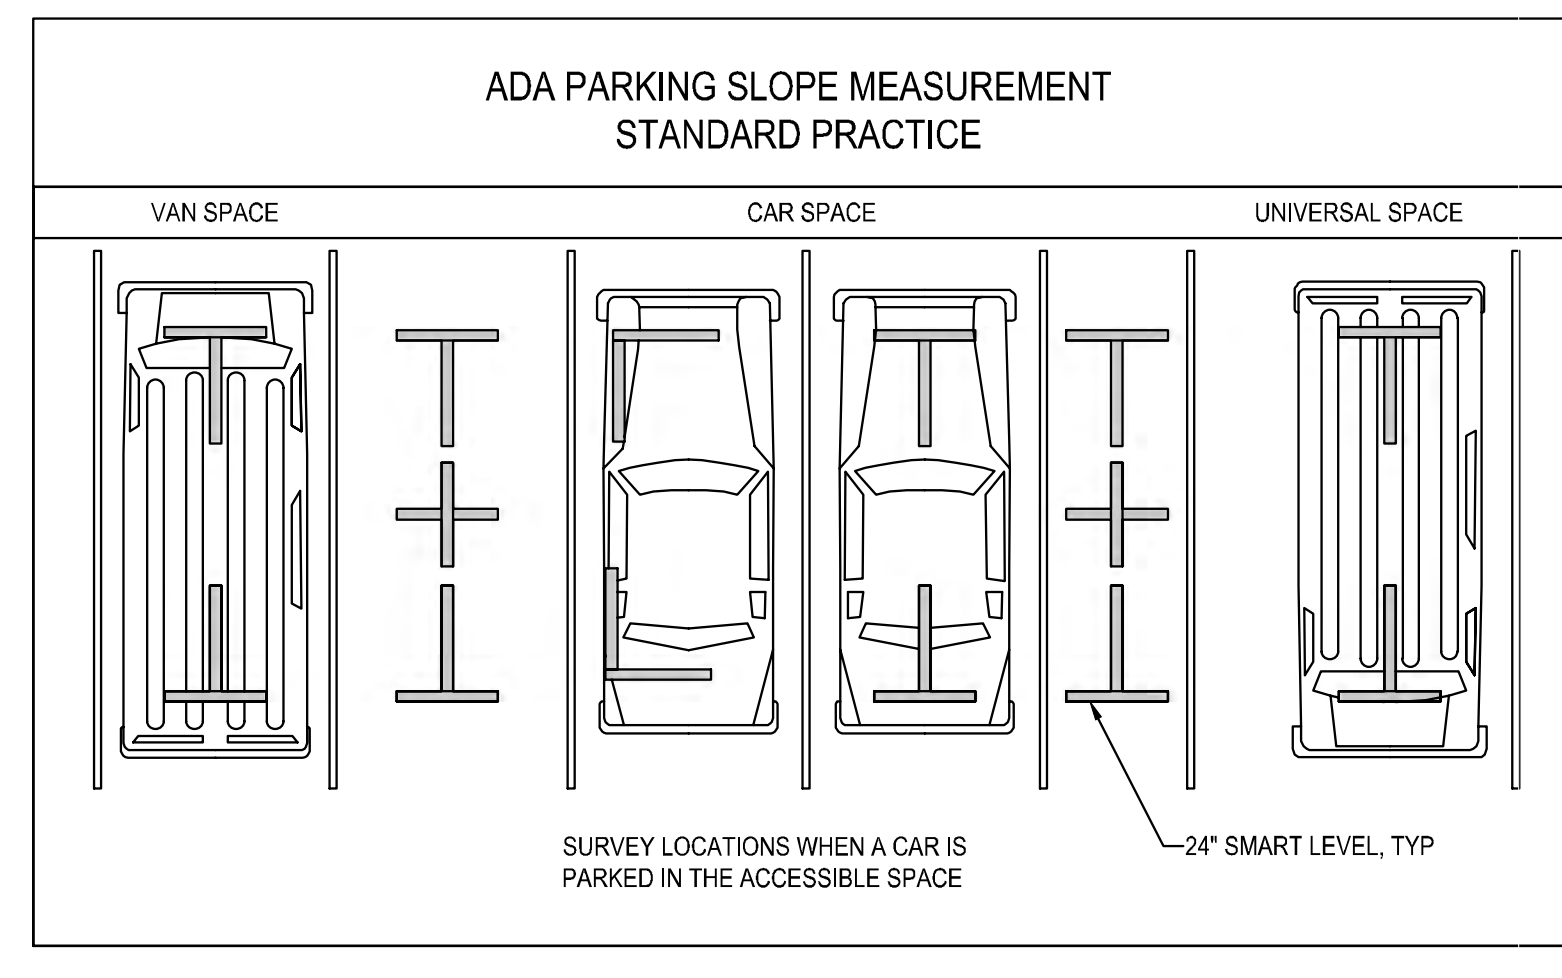 ADA PARKING SLOPE MEASUREMENT
STANDARD PRACTICE
VAN SPACE
CAR SPACE
UNIVERSAL SPACE
SURVEY LOCATIONS WHEN A CAR IS
PARKED IN THE ACCESSIBLE SPACE
24" SMART LEVEL, TYP